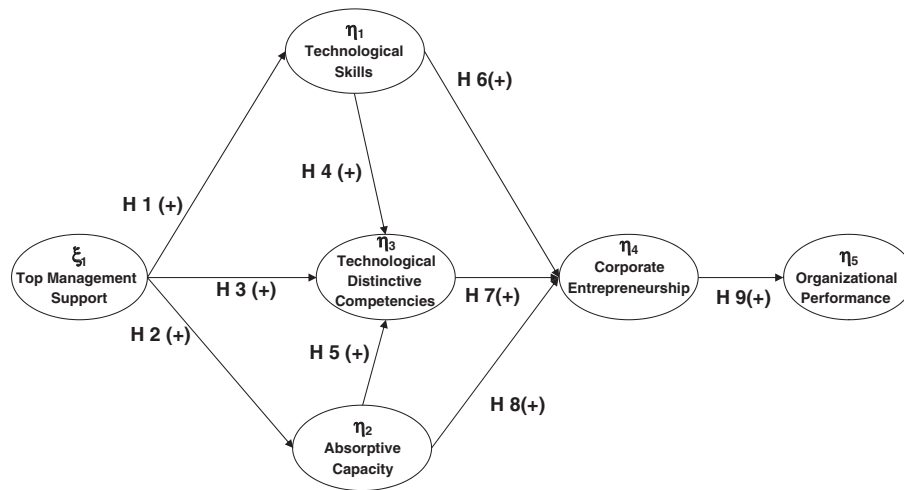 η1
Technological
Skills
H 6(+)
H 4 (+)
H 1 (+)
ξ1
Top Management
Support
H 3 (+)
η3
Technological
Distinctive
Competencies
H 7(+)
η4
Corporate
Entrepreneurship
H 9(+)
η5
Organizational
Performance
H 2 (+)
H 5 (+)
H 8(+)
η2
Absorptive
Capacity